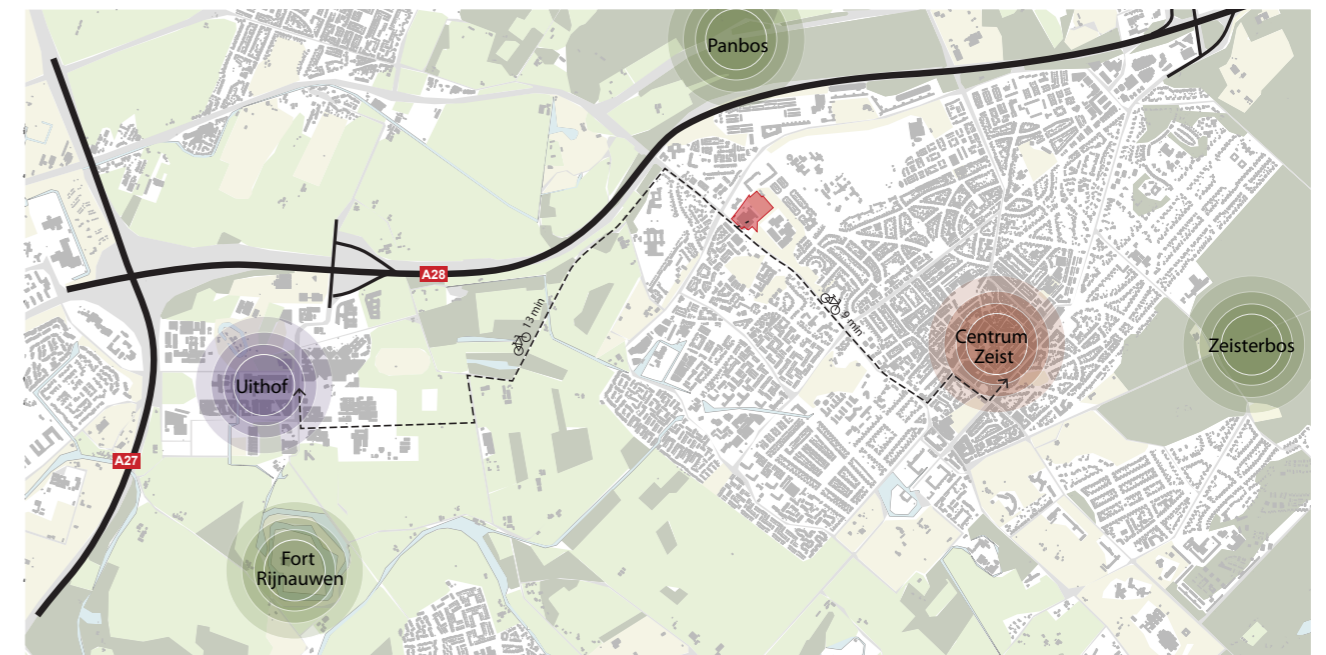 Panbos
A28
13 min
9 min
Centrum
Zeist
Zeisterbos
Uithof
A27
Fort
Rijnauwen